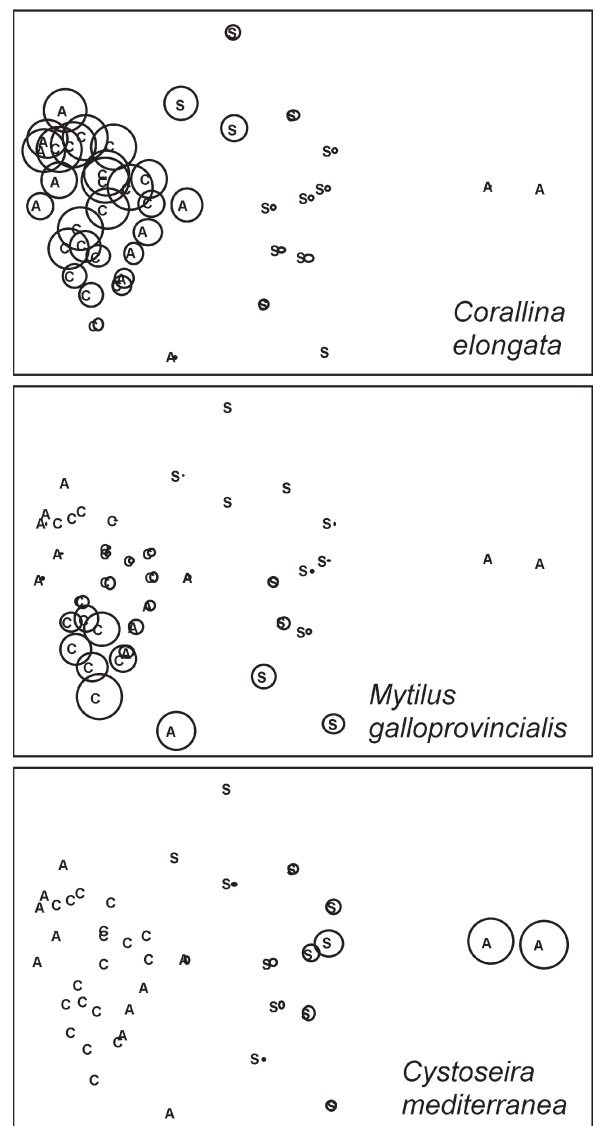 S
S
A S
S
A C
A C C C S
C
A C C S A A
C S
A C A S
C
C A
C C S
C A S
C A
C
C S
C
S
A
Corallina
elongata
S
S
A S
S
A C C
A C C S
A C C S A A
C S
A C C A S
C
A
C C C A S
S
C C A
C
S
C
S
A
Mytilus
galloprovincialis
S
S
A S
S
A C C
A C C S
A C C C S A A
S
A C C A S
C A
C C C A S S
C C A
C
S
C
S
A
Cystoseira
mediterranea